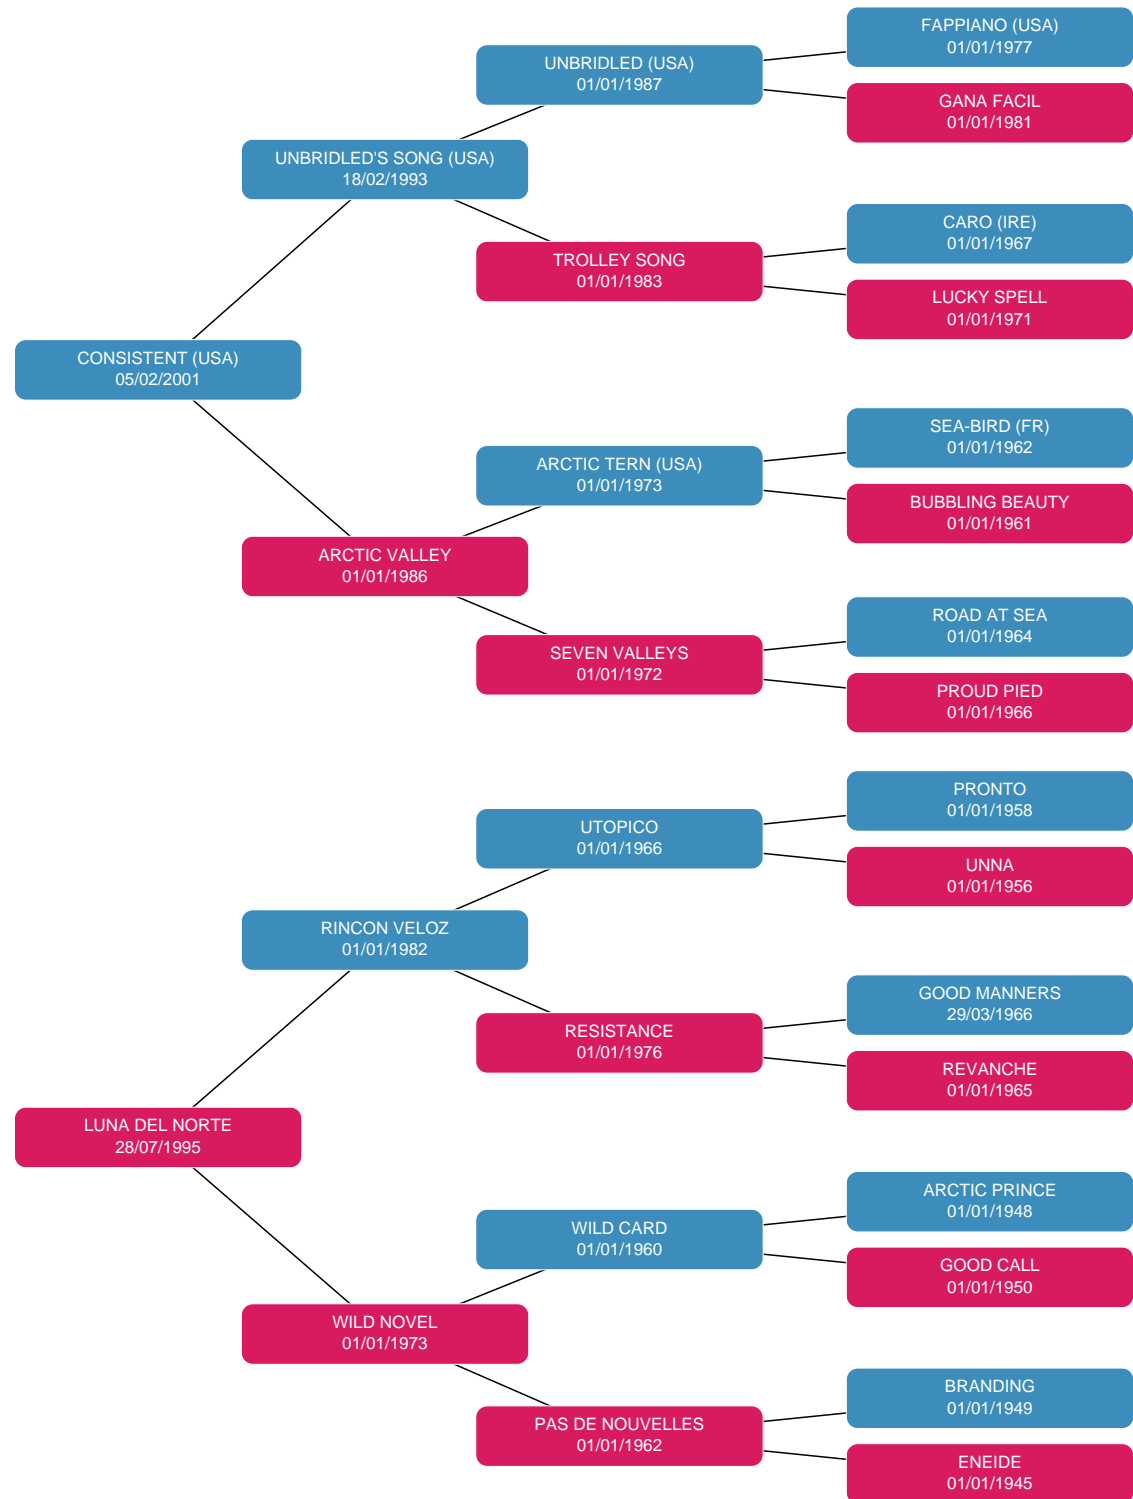 FAPPIANO (USA)
01/01/1977
UNBRIDLED (USA)
01/01/1987
GANA FACIL
01/01/1981
UNBRIDLED'S SONG (USA)
18/02/1993
CARO (IRE)
01/01/1967
TROLLEY SONG
01/01/1983
LUCKY SPELL
01/01/1971
CONSISTENT (USA)
05/02/2001
SEA-BIRD (FR)
01/01/1962
ARCTIC TERN (USA)
01/01/1973
BUBBLING BEAUTY
01/01/1961
ARCTIC VALLEY
01/01/1986
ROAD AT SEA
01/01/1964
SEVEN VALLEYS
01/01/1972
PROUD PIED
01/01/1966
PRONTO
01/01/1958
UTOPICO
01/01/1966
UNNA
01/01/1956
RINCON VELOZ
01/01/1982
GOOD MANNERS
29/03/1966
RESISTANCE
01/01/1976
REVANCHE
01/01/1965
LUNA DEL NORTE
28/07/1995
ARCTIC PRINCE
01/01/1948
WILD CARD
01/01/1960
GOOD CALL
01/01/1950
WILD NOVEL
01/01/1973
BRANDING
01/01/1949
PAS DE NOUVELLES
01/01/1962
ENEIDE
01/01/1945